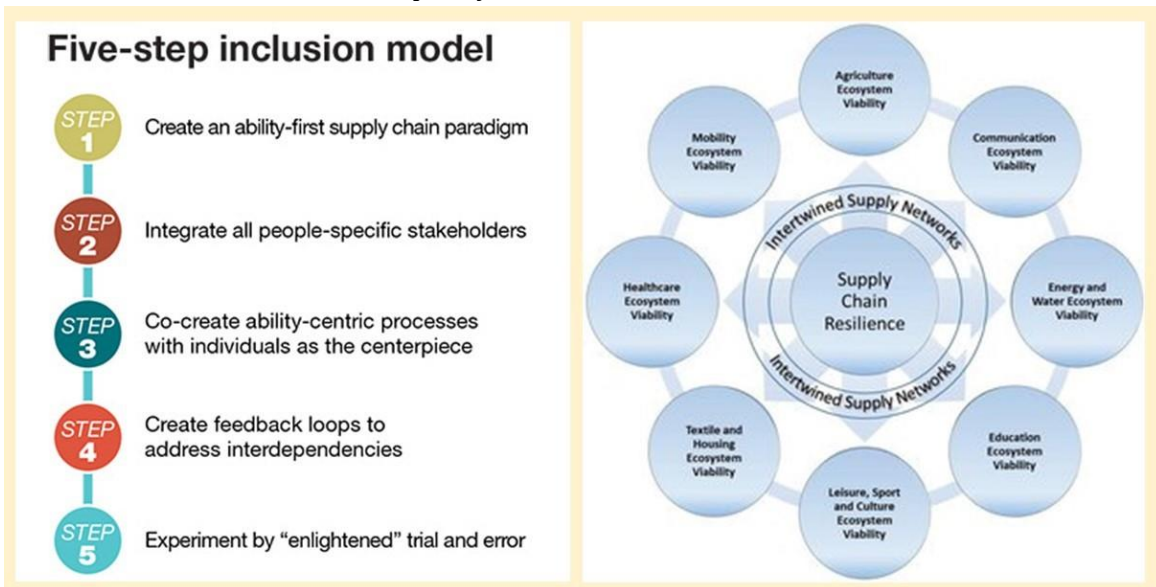 Five-step inclusion model
STEP
1
Create an ability-first supply chain paradigm
STEP
2
Integrate all people-specific stakeholders
STEP
3
Co-create ability-centric processes
with individuals as the centerpiece
STEP
4
Create feedback loops to
address interdependencies
STEP
5
Experiment by “enlightened” trial and error
Agriculture
Ecosystem
Viability
Mobility
Ecosystem
Viability
Communication
Ecosystem
Viability
Intertwined Supply Networks
Healthcare
Ecosystem
Viability
Supply
Chain
Resilience
Energy and
Water Ecosystem
Viability
Intertwined Supply Networks
Textile and
Housing
Ecosystem
Viability
Education
Ecosystem
Viability
Leisure, Sport
and Culture
Ecosystem
Viability